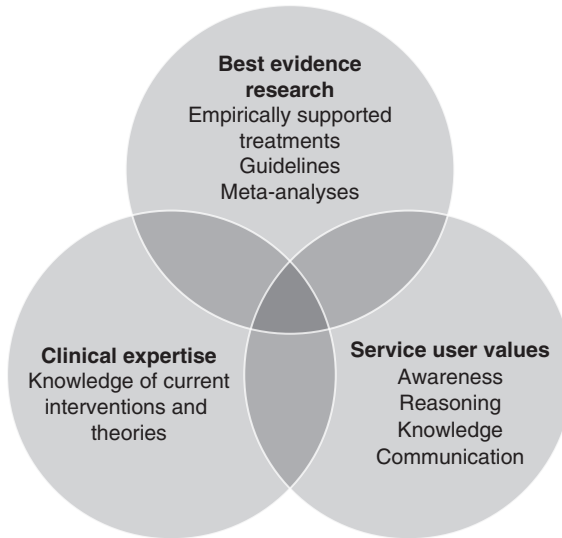 Best evidence
research
Empirically supported
treatments
Guidelines
Meta-analyses
Clinical expertise
Knowledge of current
interventions and
theories
Service user values
Awareness
Reasoning
Knowledge
Communication